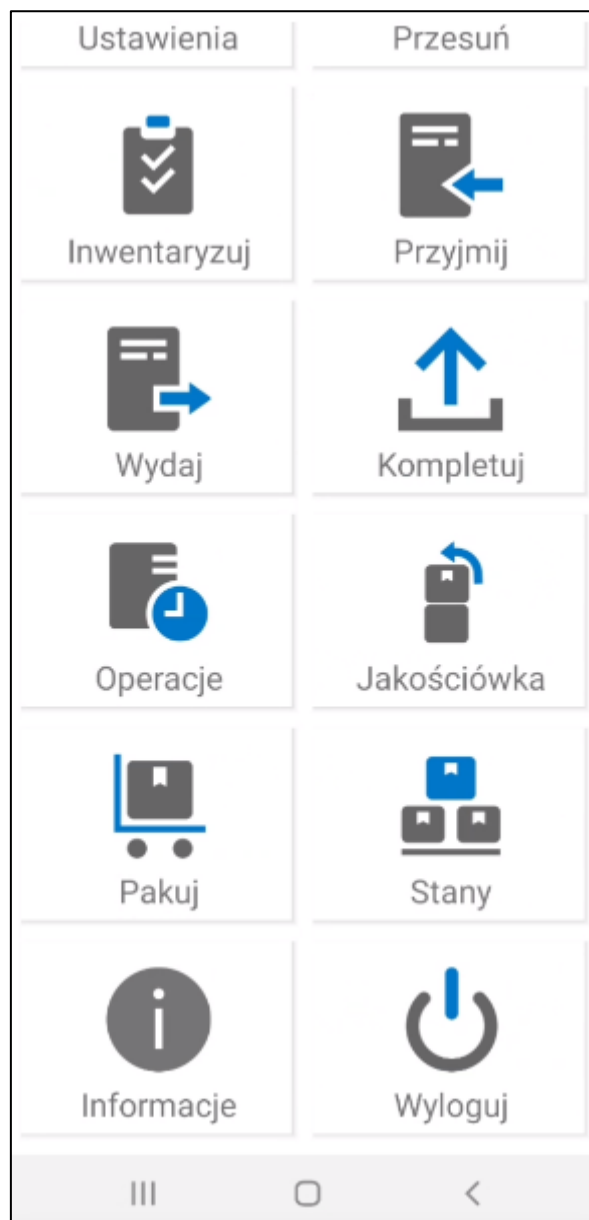 Ustawienia Przesuń
Inwentaryzuj Przyjmij
Wydaj Kompletuj
Operacje Jakościówka
Pakuj Stany
Informacje Wyloguj